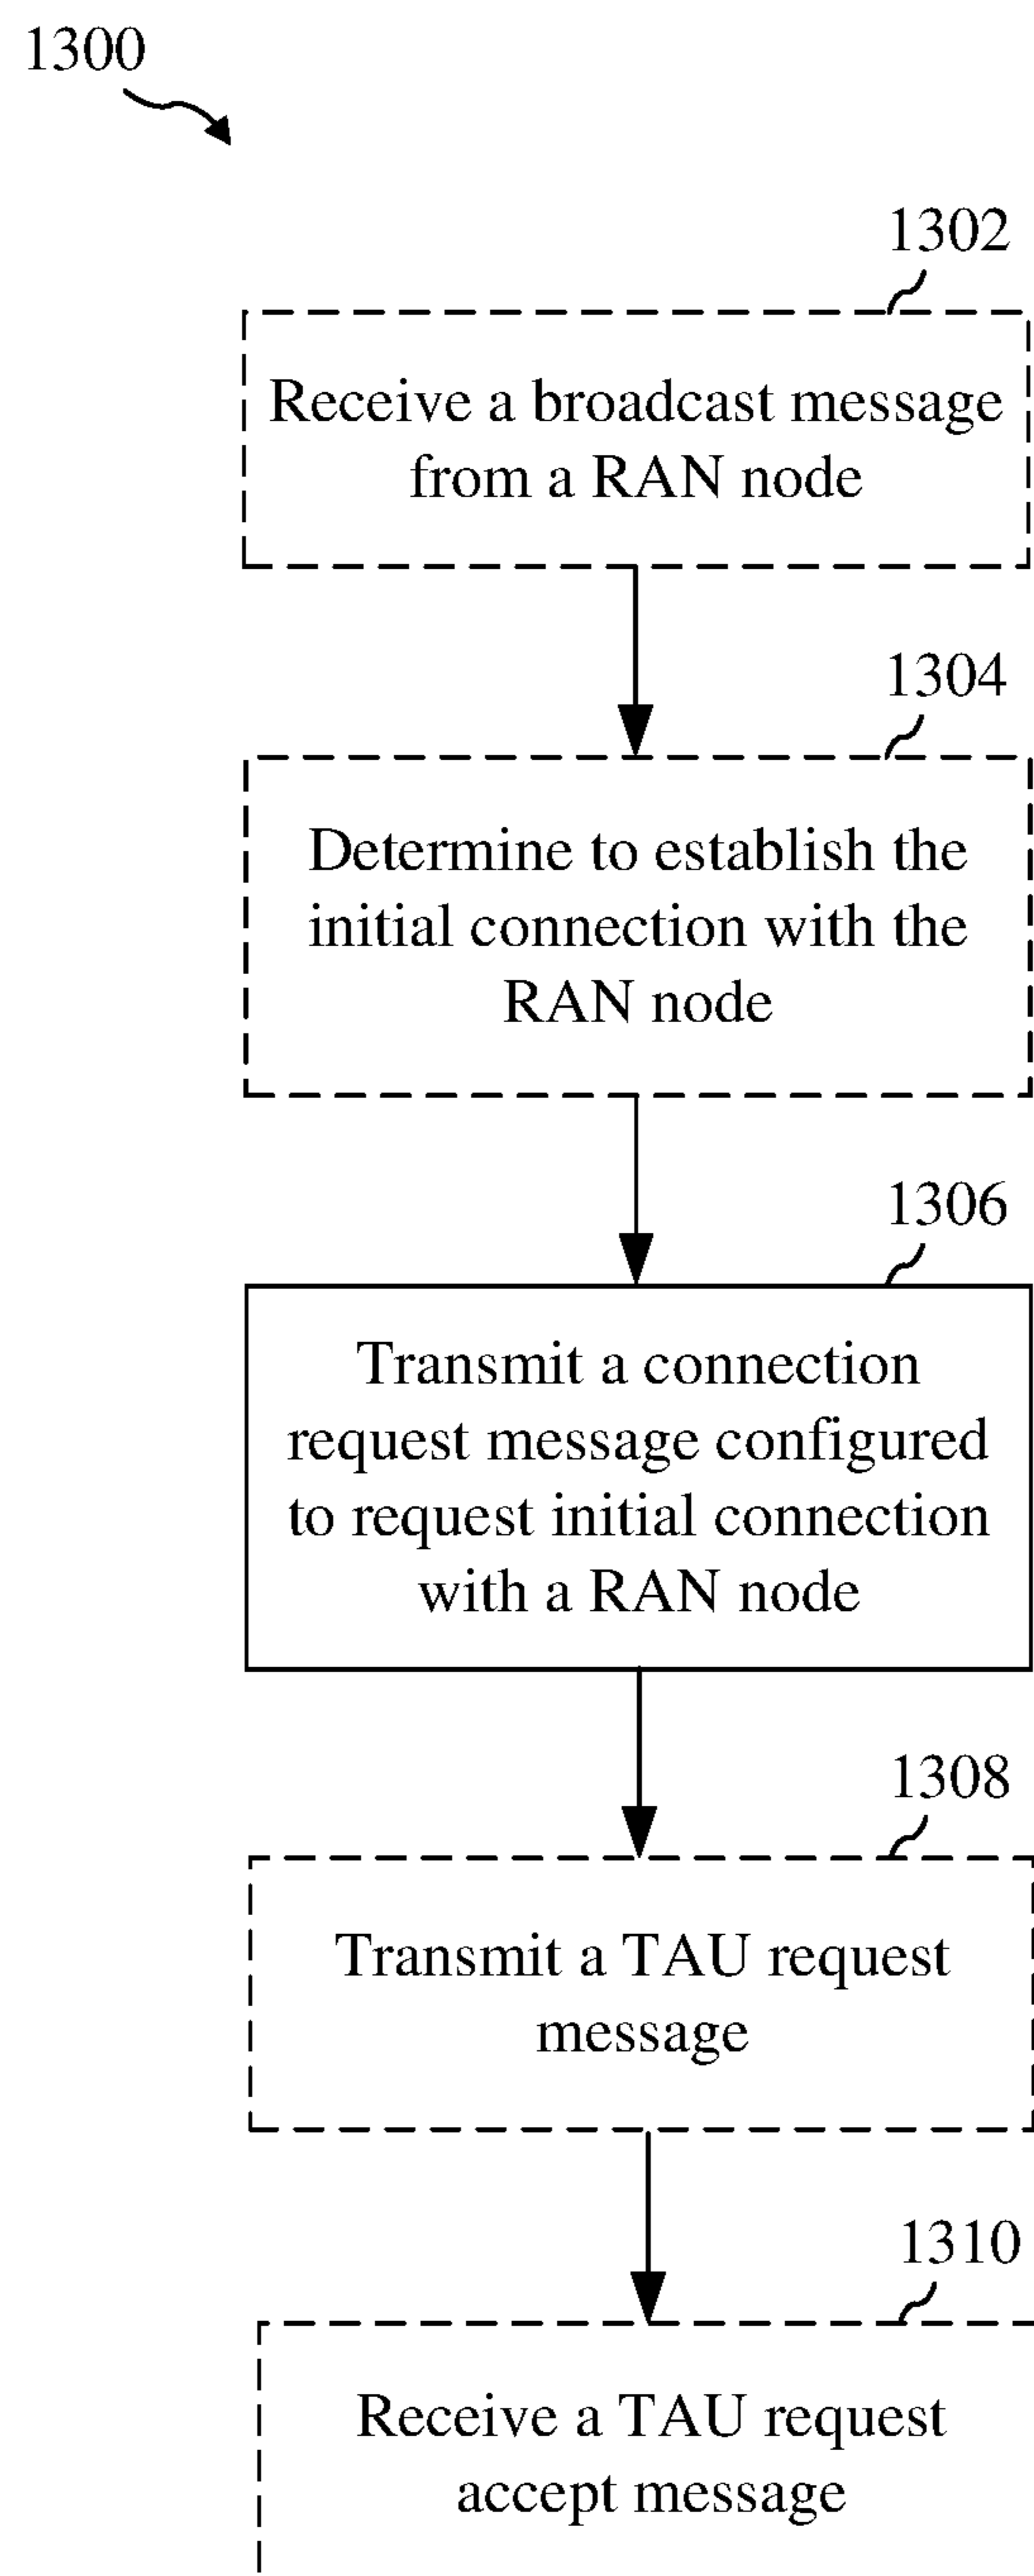 1300
1302
Receive a broadcast message
from a RAN node
1304
Determine to establish the
initial connection with the
RAN node
1306
Transmit a connection
request message configured
to request initial connection
with a RAN node
1308
Transmit a TAU request
message
1310
Receive a TAU request
accept message